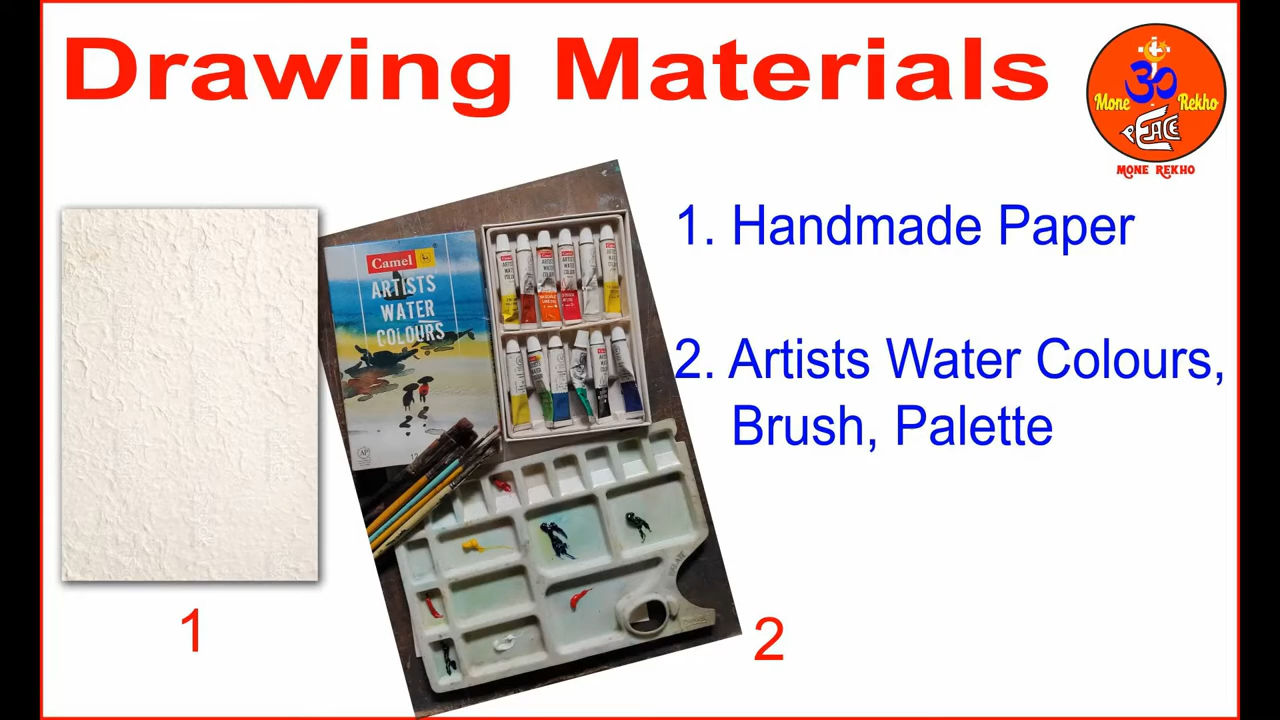 Drawing Materials
Mone Rekho
PEACE
MONE REKHO
1. Handmade Paper
2. Artists Water Colours,
Brush, Palette
Camel
ARTISTS
WATER
COLOURS
1
2